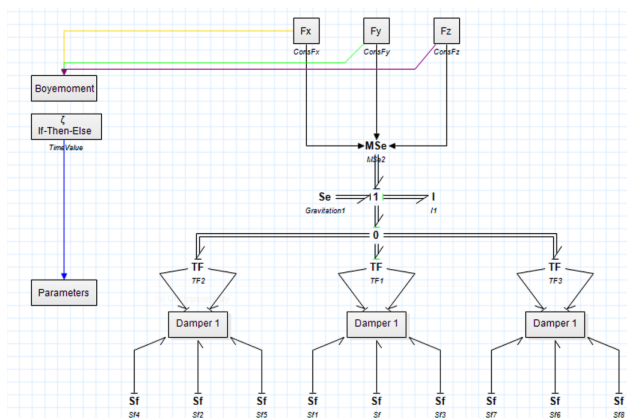 Fx Fy Fz
ConsFx ConsFy ConsFz
Boyemoment
ζ
If-Then-Else
TimeValue
MSe
MSe2
Se 1 I
Gravitation1 I1
0
TF TF TF
TF2 TF1 TF3
Parameters
Damper 1 Damper 1 Damper 1
Sf Sf Sf Sf Sf Sf Sf Sf Sf
Sf4 Sf2 Sf5 Sf1 Sf Sf3 Sf7 Sf6 Sf8